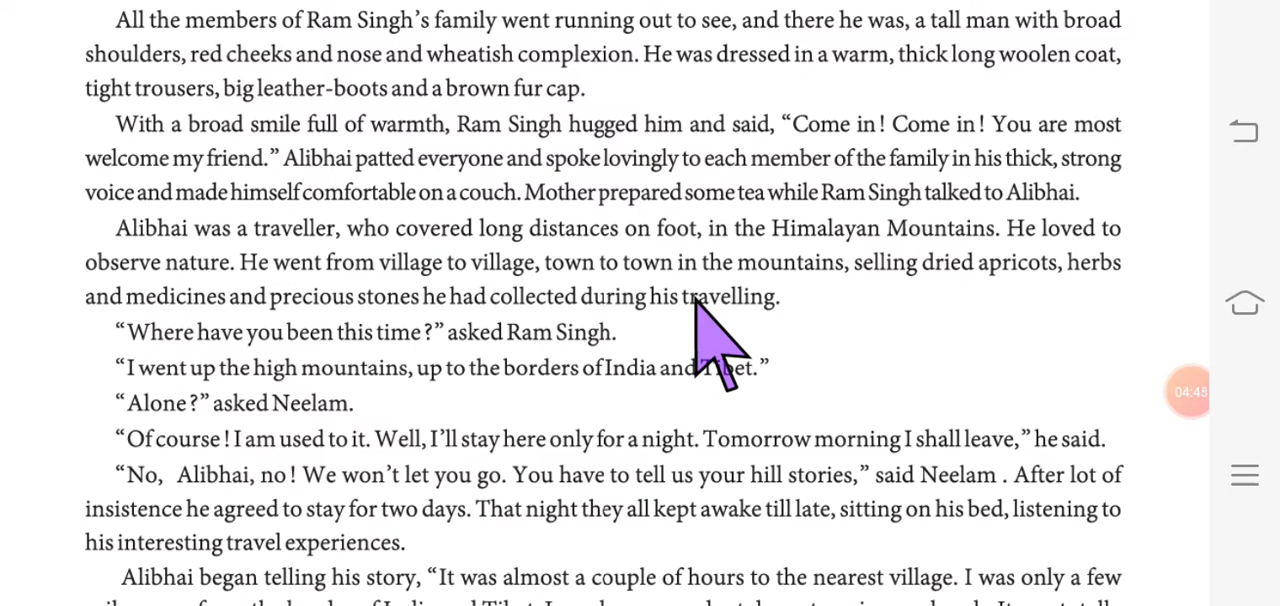 All the members of Ram Singh's family went running out to see, and there he was, a tall man with broad
shoulders, red cheeks and nose and wheatish complexion. He was dressed in a warm, thick long woolen coat,
tight trousers, big leather-boots and a brown fur cap.
With a broad smile full of warmth, Ram Singh hugged him and said, “Come in! Come in! You are most
welcome my friend.” Alibhai patted everyone and spoke lovingly to each member of the family in his thick, strong
voice and made himself comfortable on a couch. Mother prepared some tea while Ram Singh talked to Alibhai.
Alibhai was a traveller, who covered long distances on foot, in the Himalayan Mountains. He loved to
observe nature. He went from village to village, town to town in the mountains, selling dried apricots, herbs
and medicines and precious stones he had collected during his travelling.
“Where have you been this time?” asked Ram Singh.
“I went up the high mountains, up to the borders of India and Tibet.”
“Alone?” asked Neelam.
“Of course! I am used to it. Well, I'll stay here only for a night. Tomorrow morning I shall leave,” he said.
“No, Alibhai, no! We won't let you go. You have to tell us your hill stories,” said Neelam . After lot of
insistence he agreed to stay for two days. That night they all kept awake till late, sitting on his bed, listening to
his interesting travel experiences.
Alibhai began telling his story, “It was almost a couple of hours to the nearest village. I was only a few
04:45